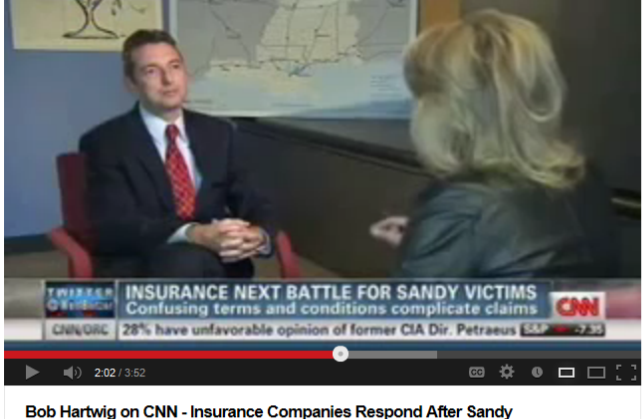 TWITTER
INSURANCE NEXT BATTLE FOR SANDY VICTIMS
Confusing terms and conditions complicate claims
CNN
CNN/ORC
28% have unfavorable opinion of former CIA Dir. Petraeus
S&P -7.35
2:02 / 3:52
CC
Bob Hartwig on CNN - Insurance Companies Respond After Sandy